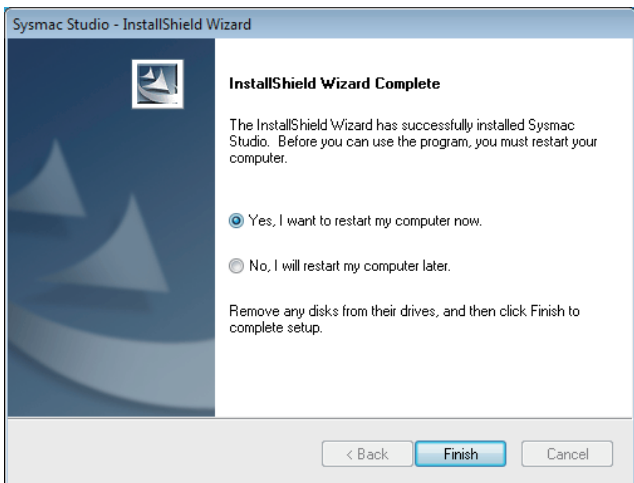 Sysmac Studio - InstallShield Wizard
InstallShield Wizard Complete
The InstallShield Wizard has successfully installed Sysmac
Studio. Before you can use the program, you must restart your
computer.
Yes, I want to restart my computer now.
No, I will restart my computer later.
Remove any disks from their drives, and then click Finish to
complete setup.
< Back
Finish
Cancel